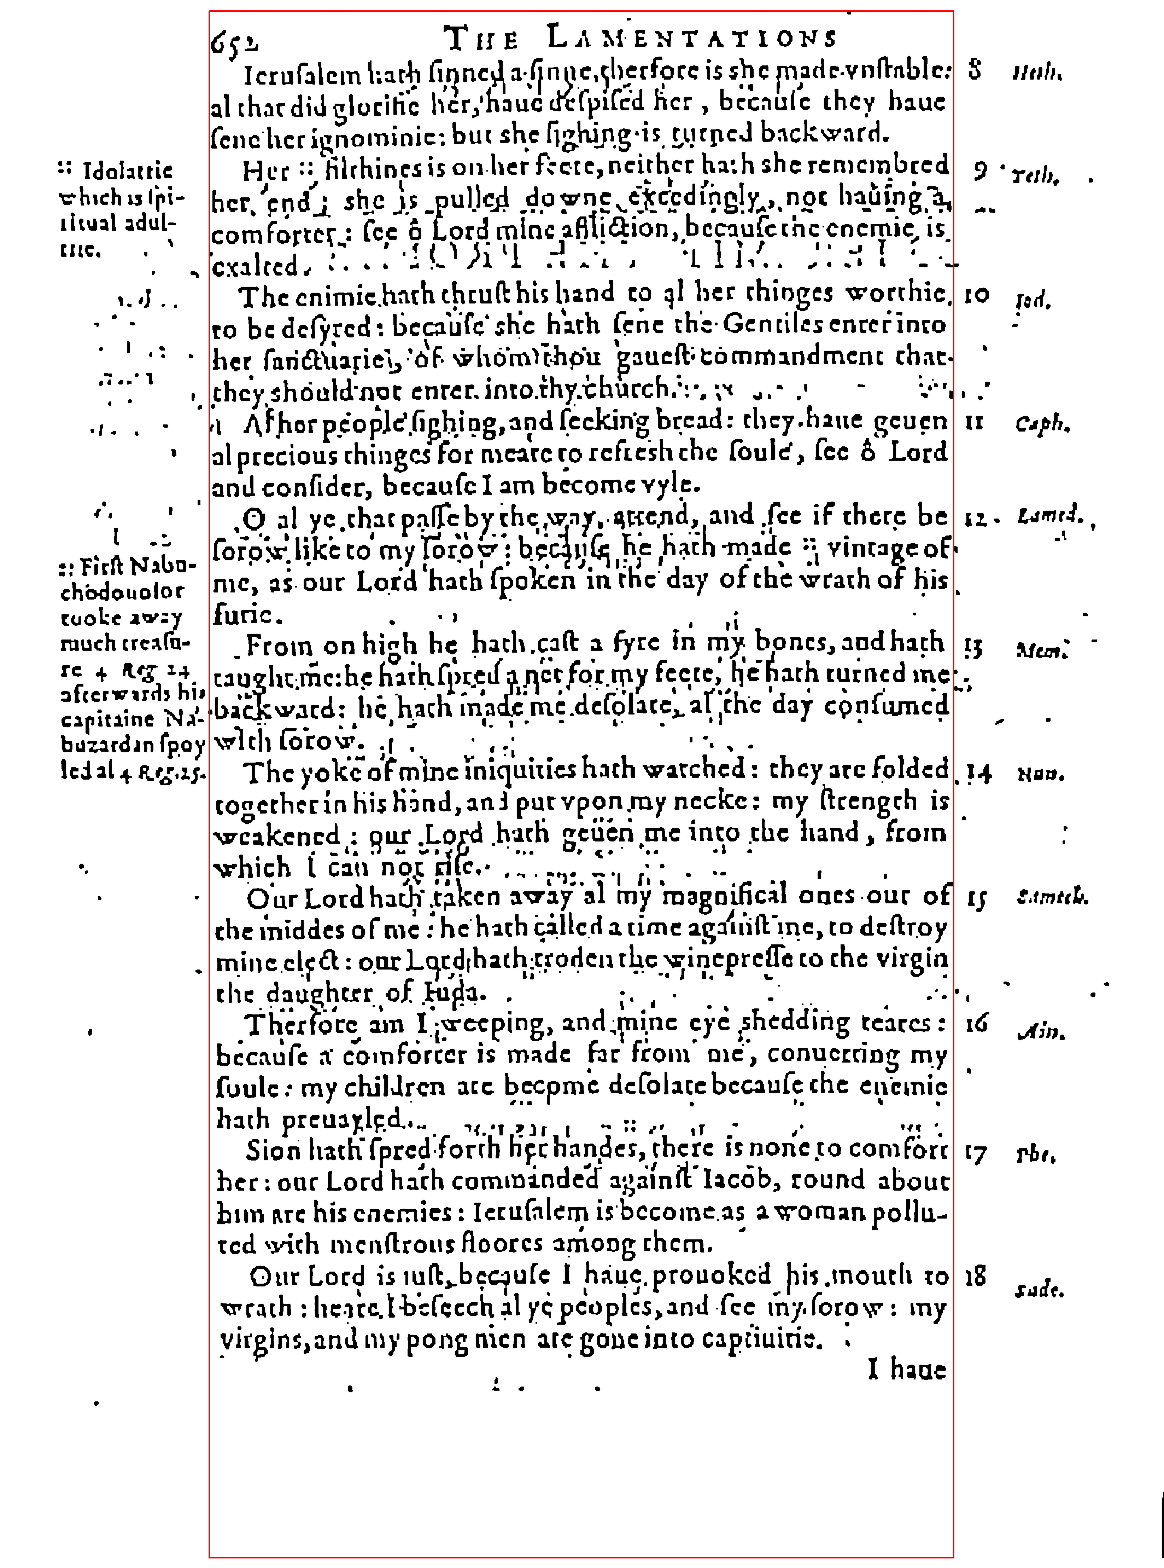 652 THE LAMENTATIONS
Ieruſalem hath ſinned a ſinne, therfore is she made vnſtable: 8 Heth.
al that did glorifie her, haue deſpiſed her, becauſe they haue
ſene her ignominie: but she ſighing is turned backward.
Her :: filthines is on her feete, neither hath she remembred 9 Teth.
her end; she is pulled downe exceedingly, not hauing a
comforter: ſee ô Lord mine affliction, becauſe the enemie is
exalted.
:: Idolatrie
which is ſpi-
ritual adul-
trie.
The enimie hath thruſt his hand to al her thinges worthie 10 Iod.
to be deſyred: becauſe she hath ſene the Gentiles enter into
her ſanctuarie, of whom thou gaueſt commandment that
they should not enter into thy church.
Al her people ſighing, and ſeeking bread: they haue geuen 11 Caph.
al precious thinges for meate to refresh the ſoule, ſee ô Lord
and conſider, becauſe I am become vyle.
O al ye that paſſe by the way, attend, and ſee if there be 12 Lamed.
ſorow like to my ſorow: becauſe he hath made :: vintage of
me, as our Lord hath ſpoken in the day of the wrath of his
furie.
:: Firſt Nabu-
chodonoſor
tooke away
much treaſu-
re 4 Reg 24
afterwards his
capitaine Na-
buzardan ſpoy
led al 4 Reg. 25.
From on high he hath caſt a fyre in my bones, and hath 13 Mem.
taught me: he hath ſpred a net for my feete, he hath turned me
backward: he hath made me deſolate, al the day conſumed
with ſorow.
The yoke of mine iniquities hath watched: they are folded 14 Nun.
together in his hand, and put vpon my necke: my ſtrength is
weakened: our Lord hath geuen me into the hand, from
which I can not riſe.
Our Lord hath taken away al my magnifical ones out of 15 Samech.
the middes of me: he hath called a time againſt me, to deſtroy
mine elect: our Lord hath troden the winepreſſe to the virgin
the daughter of Iuda.
Therfore am I weeping, and mine eye shedding teares: 16 Ain.
becauſe a comforter is made far from me, conuerting my
ſoule: my children are become deſolate becauſe the enemie
hath preuayled.
Sion hath ſpred forth her handes, there is none to comfort 17 Phe.
her: our Lord hath commanded againſt Iacob, round about
him are his enemies: Ieruſalem is become as a woman pollu-
ted with menſtrous floores among them.
Our Lord is iuſt, becauſe I haue prouoked his mouth to 18 Sade.
wrath: heare I beſeech al ye peoples, and ſee my ſorow: my
virgins, and my yong men are gone into captiuitie.
I haue